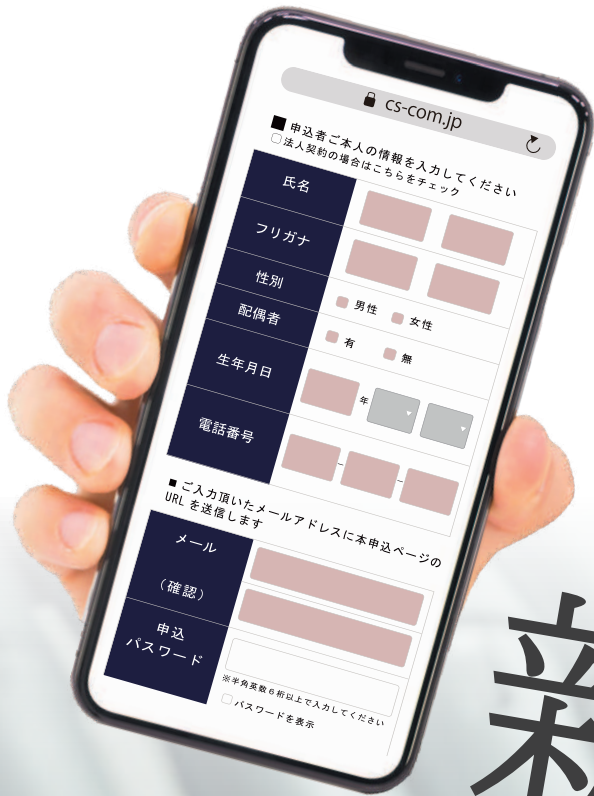 cs-com.jp
■ 申込者ご本人の情報を入力してください
法人契約の場合はこちらをチェック
氏名
フリガナ
性別 男性 女性
配偶者 有 無
生年月日 年
電話番号 – –
■ ご入力頂いたメールアドレスに本申込ページの
URL を送信します
メール
（確認）
申込
パスワード
※半角英数6桁以上で入力してください
パスワードを表示